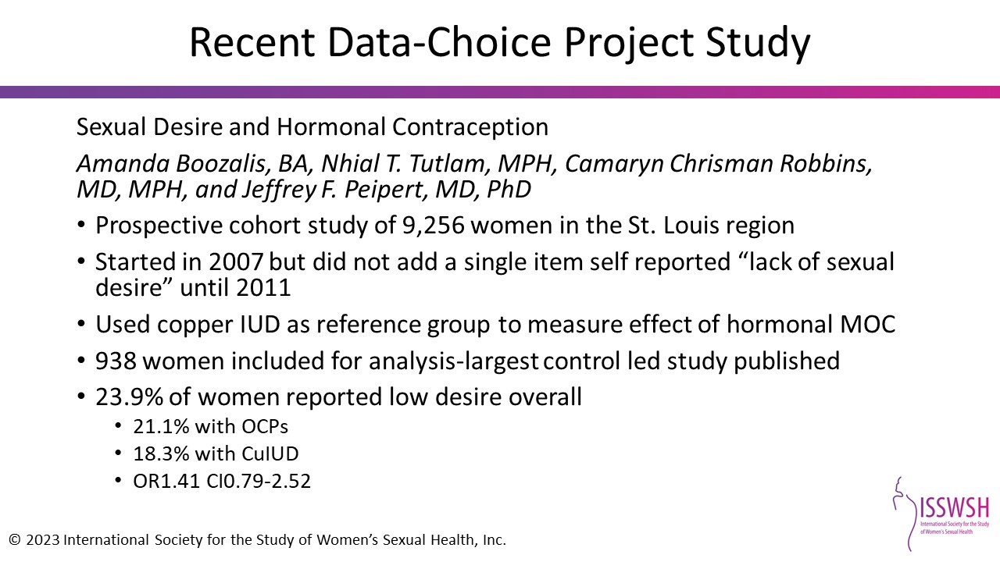 Recent Data-Choice Project Study
Sexual Desire and Hormonal Contraception
Amanda Boozalis, BA, Nhial T. Tutlam, MPH, Camaryn Chrisman Robbins,
MD, MPH, and Jeffrey F. Peipert, MD, PhD
• Prospective cohort study of 9,256 women in the St. Louis region
• Started in 2007 but did not add a single item self reported “lack of sexual
desire” until 2011
• Used copper IUD as reference group to measure effect of hormonal MOC
• 938 women included for analysis-largest control led study published
• 23.9% of women reported low desire overall
• 21.1% with OCPs
• 18.3% with CuIUD
• OR1.41 CI0.79-2.52
ISSWSH
International Society for the Study
of Women's Sexual Health
© 2023 International Society for the Study of Women’s Sexual Health, Inc.